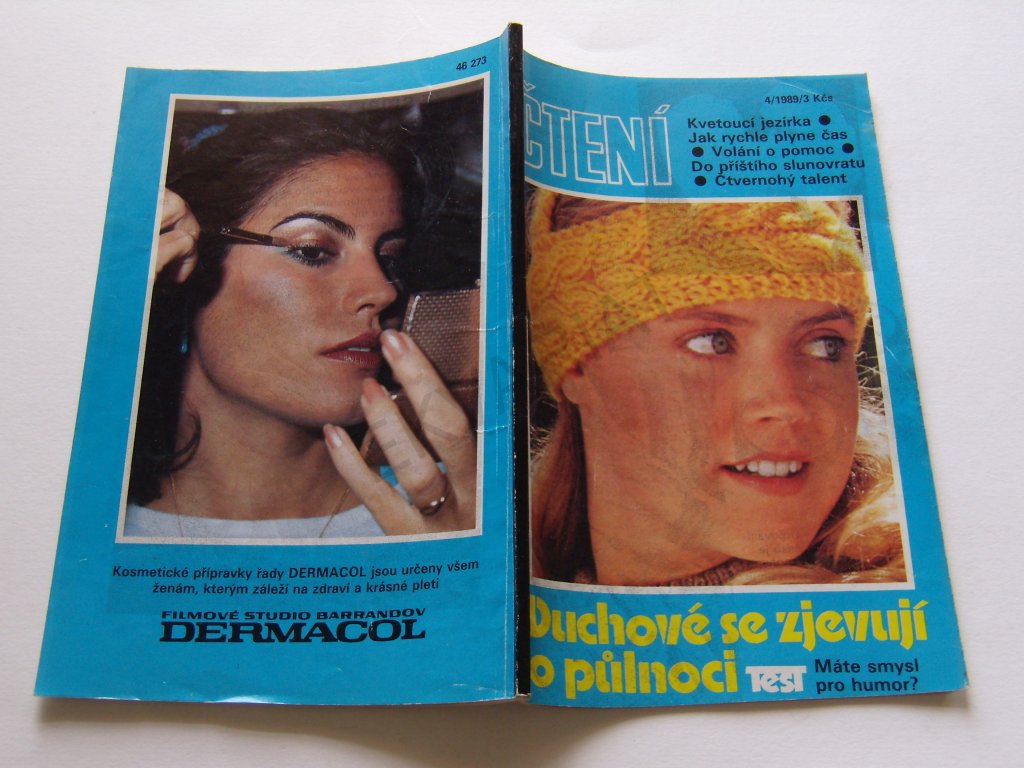 46 273
Kosmetické přípravky řady DERMACOL jsou určeny všem
ženám, kterým záleží na zdraví a krásné pleti
FILMOVÉ STUDIO BARRANDOV
DERMACOL
ČTENÍ
4/1989/3 Kčs
Kvetoucí jezírka ●
Jak rychle plyne čas
● Volání o pomoc ●
Do příštího slunovratu
● Čtvernohý talent
Duchové se zjevují
o půlnoci
TEST
Máte smysl
pro humor?